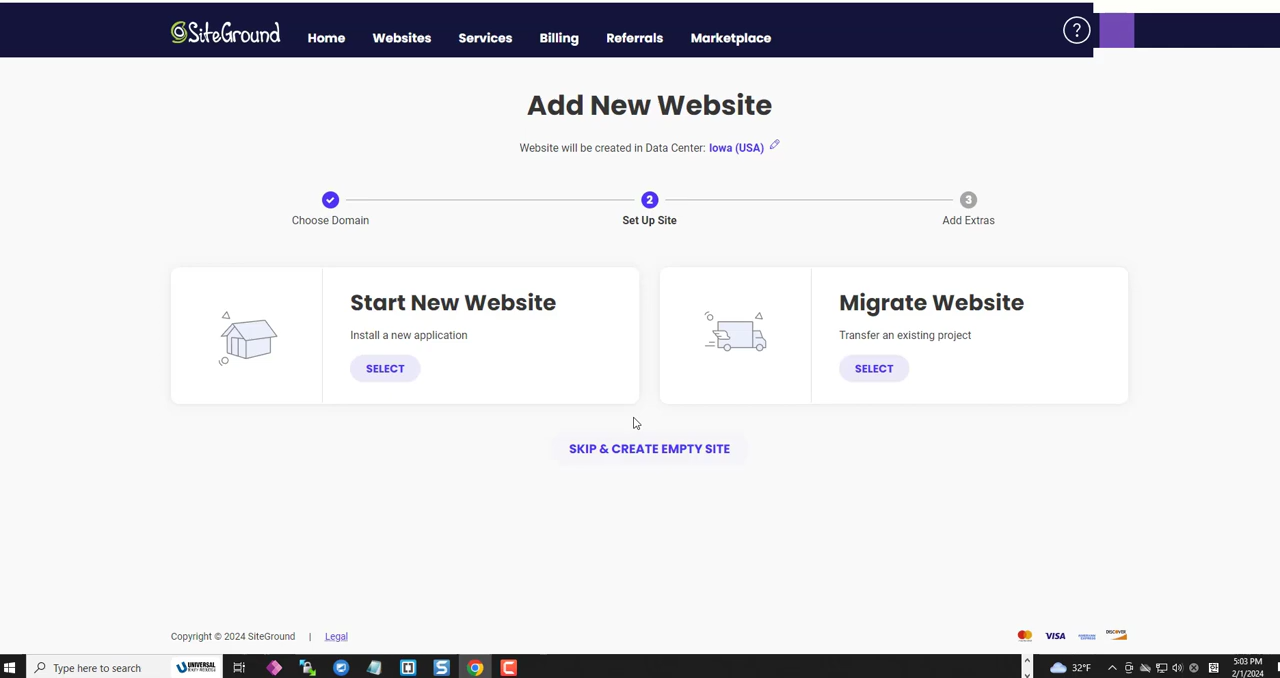 SiteGround Home Websites Services Billing Referrals Marketplace ?
Add New Website
Website will be created in Data Center: Iowa (USA)
2 3
Choose Domain Set Up Site Add Extras
Start New Website
Install a new application
SELECT
Migrate Website
Transfer an existing project
SELECT
SKIP & CREATE EMPTY SITE
Copyright © 2024 SiteGround | Legal
VISA AMERICAN EXPRESS DISCOVER
Type here to search UNIVERSAL S C 32°F 5:03 PM
2/1/2024